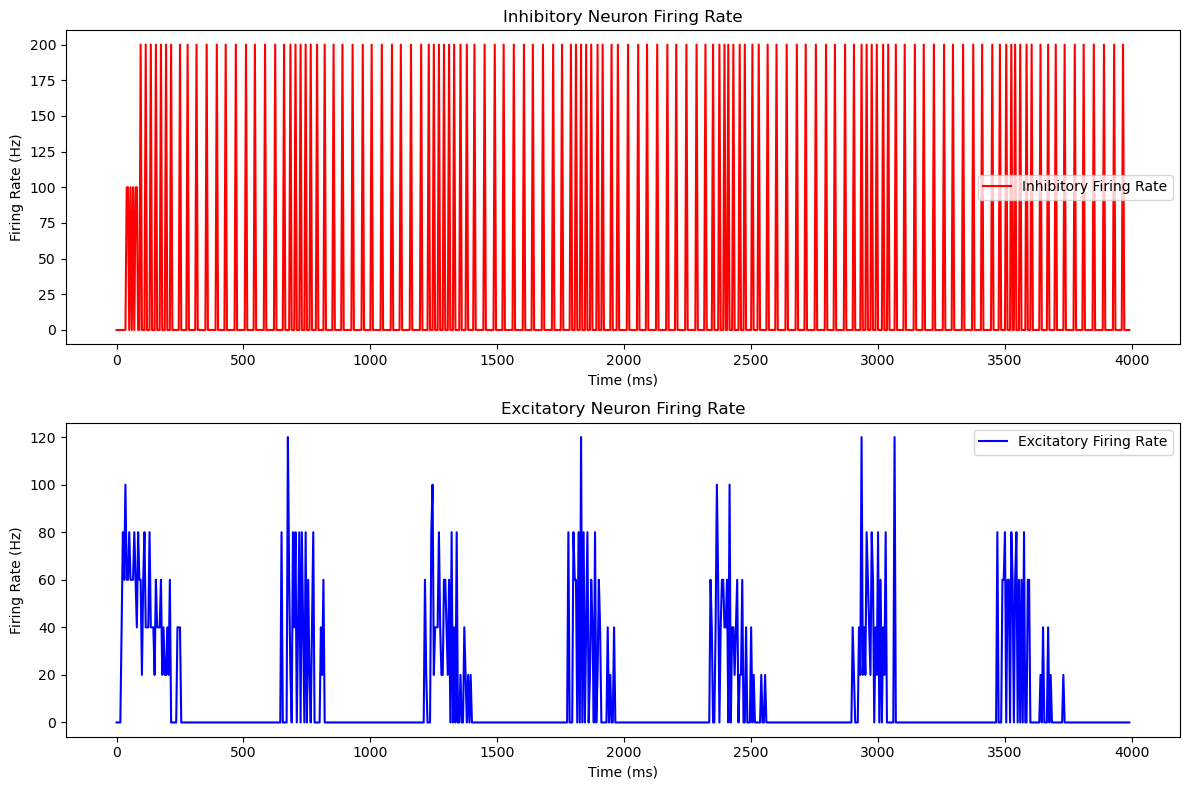 Inhibitory Neuron Firing Rate
Firing Rate (Hz)
200
175
150
125
100
75
50
25
0
Inhibitory Firing Rate
0 500 1000 1500 2000 2500 3000 3500 4000
Time (ms)
Excitatory Neuron Firing Rate
Firing Rate (Hz)
120
100
80
60
40
20
0
Excitatory Firing Rate
0 500 1000 1500 2000 2500 3000 3500 4000
Time (ms)